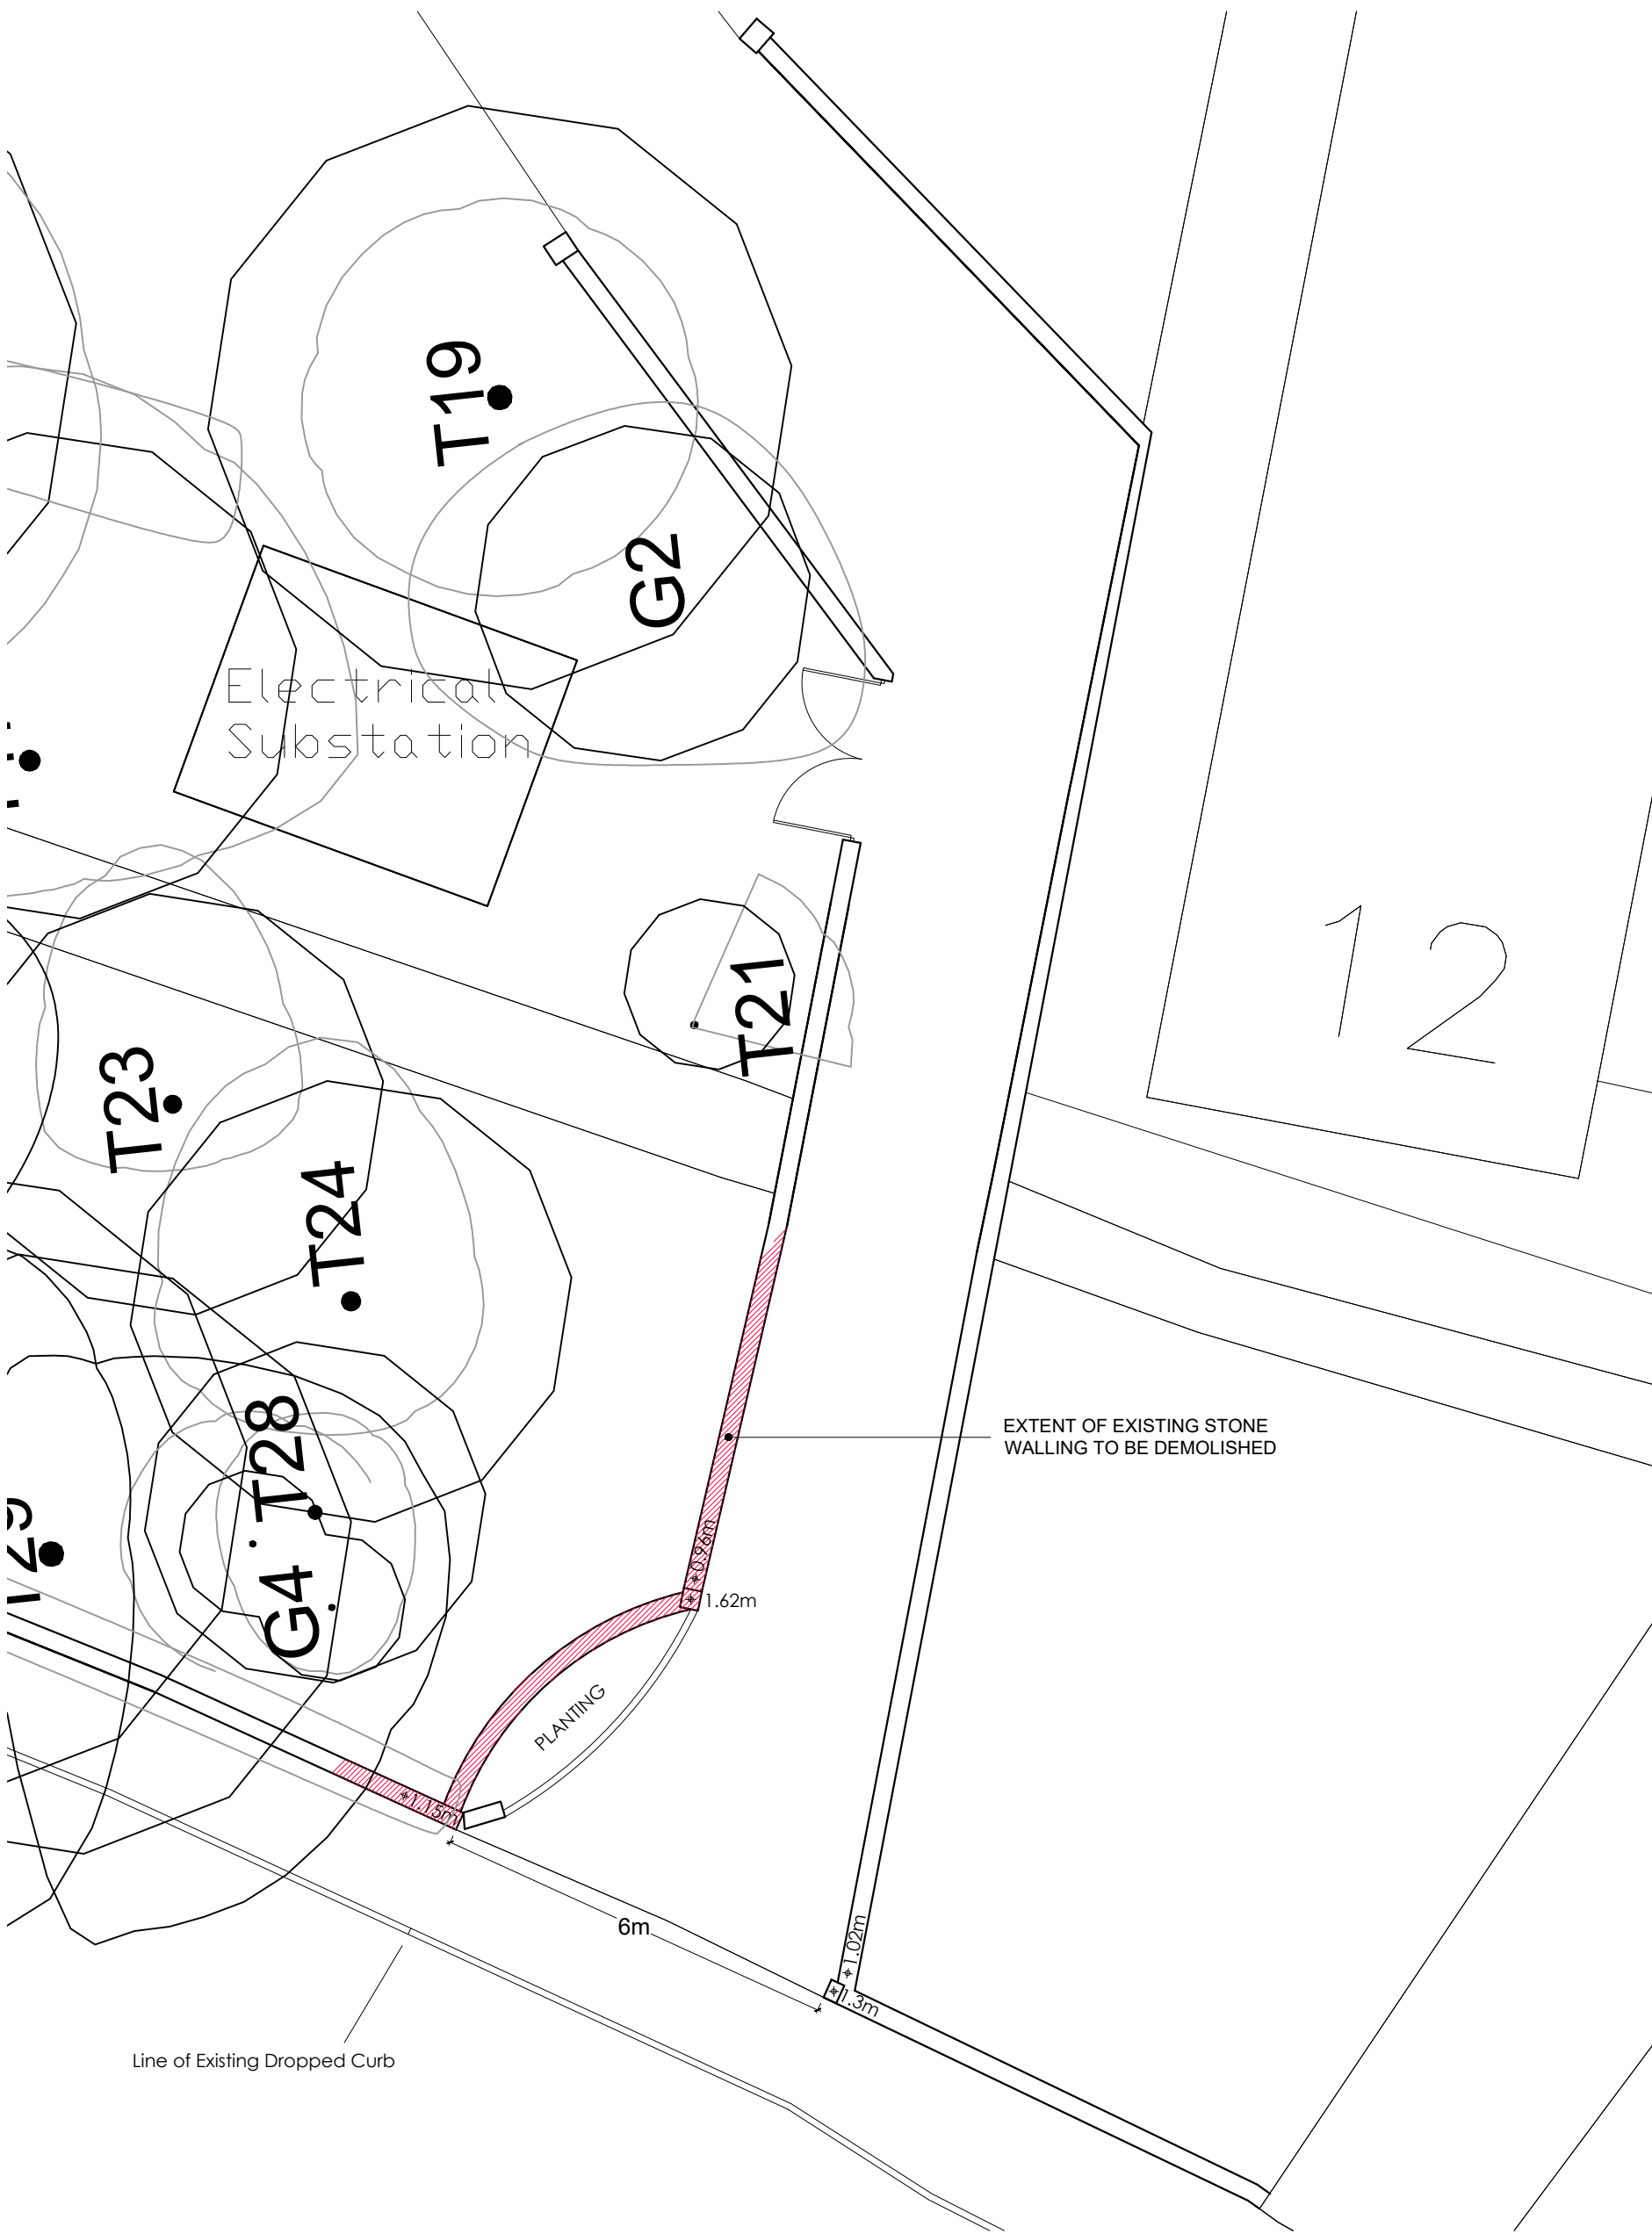 T19
G2
Electrical
Substation
T21
12
T23
T24
EXTENT OF EXISTING STONE
WALLING TO BE DEMOLISHED
T28
0.96m
T29
G4
1.62m
PLANTING
1.15m
6m
1.02m
1.3m
Line of Existing Dropped Curb